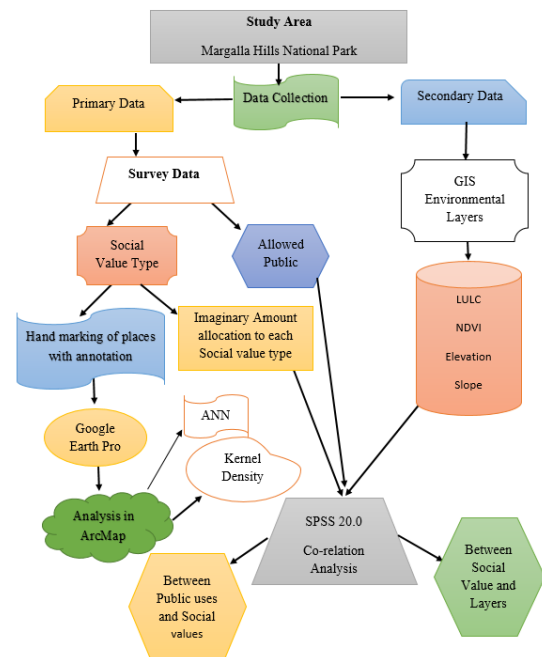 Study Area
Margalla Hills National Park
Primary Data
Data Collection
Secondary Data
Survey Data
GIS
Environmental
Layers
Social
Value Type
Allowed
Public
LULC
NDVI
Elevation
Slope
Hand marking of places
with annotation
Imaginary Amount
allocation to each
Social value type
Google
Earth Pro
ANN
Kernel
Density
Analysis in
ArcMap
SPSS 20.0
Co-relation
Analysis
Between
Public uses
and Social
values
Between
Social
Value and
Layers